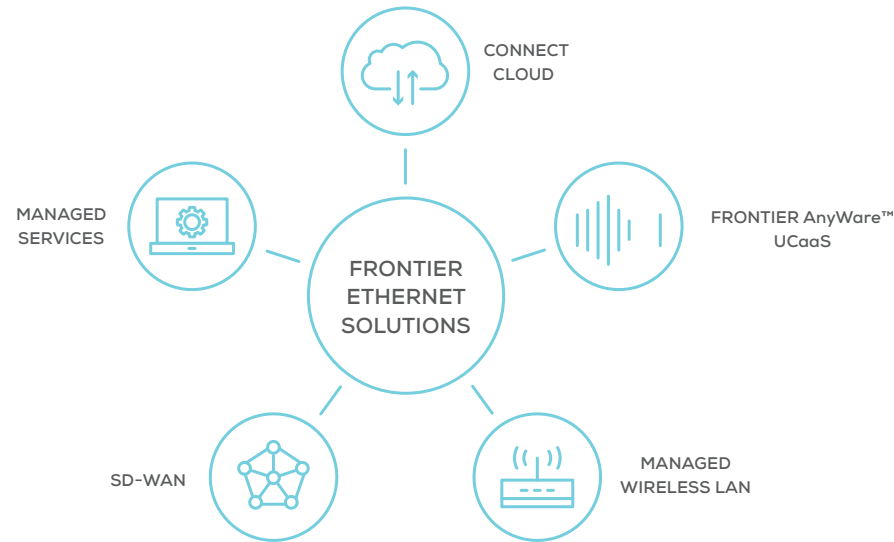 CONNECT
CLOUD
MANAGED
SERVICES
FRONTIER AnyWare™
UCaaS
FRONTIER
ETHERNET
SOLUTIONS
SD-WAN
MANAGED
WIRELESS LAN